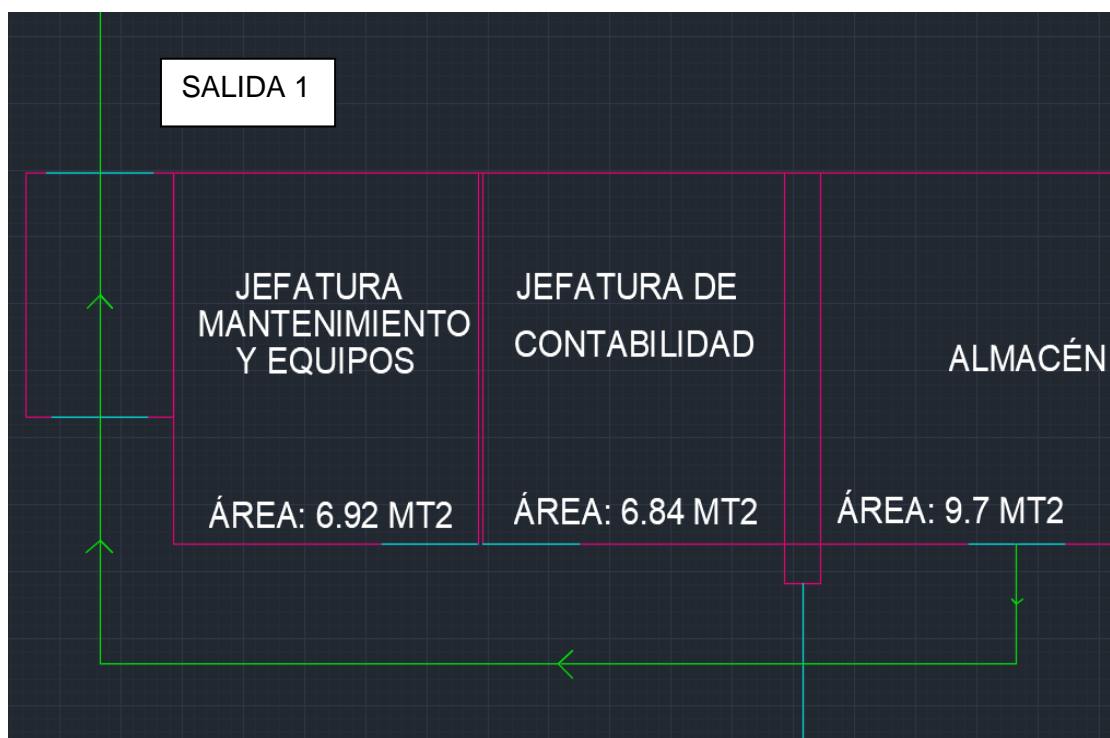 SALIDA 1
JEFATURA
MANTENIMIENTO
Y EQUIPOS
ÁREA: 6.92 MT2
JEFATURA DE
CONTABILIDAD
ÁREA: 6.84 MT2
ALMACÉN
ÁREA: 9.7 MT2